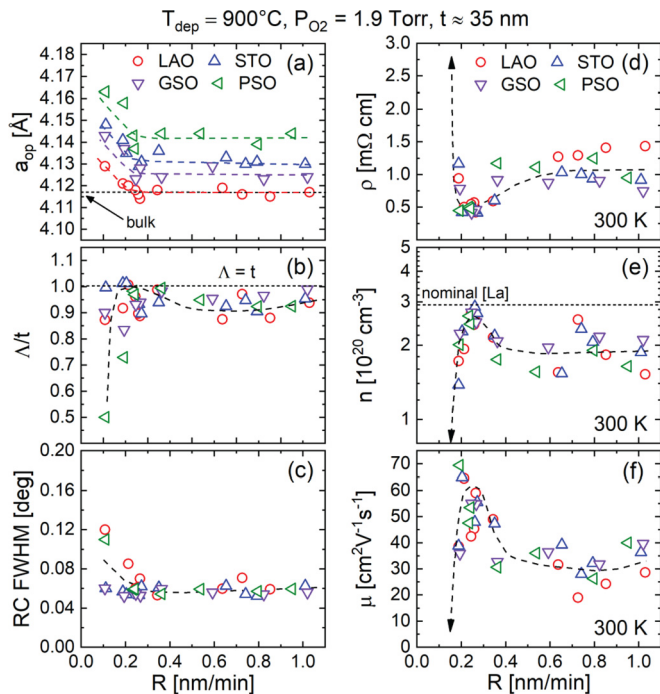 T_dep = 900°C, P_O2 = 1.9 Torr, t ≈ 35 nm
4.18
4.17
4.16
4.15
4.14
4.13
4.12
4.11
4.10
a_op [Å]
LAO STO
GSO PSO
(a)
bulk
1.1
1.0
0.9
0.8
0.7
0.6
0.5
Λ/t
Λ = t
(b)
0.20
0.16
0.12
0.08
0.04
0.00
RC FWHM [deg]
(c)
0.0 0.2 0.4 0.6 0.8 1.0
R [nm/min]
3.0
2.5
2.0
1.5
1.0
0.5
0.0
ρ [mΩ cm]
LAO STO
GSO PSO
(d)
300 K
5
4
3
2
1
n [10²⁰ cm⁻³]
nominal [La]
(e)
300 K
70
60
50
40
30
20
10
0
μ [cm²V⁻¹s⁻¹]
(f)
300 K
0.0 0.2 0.4 0.6 0.8 1.0
R [nm/min]